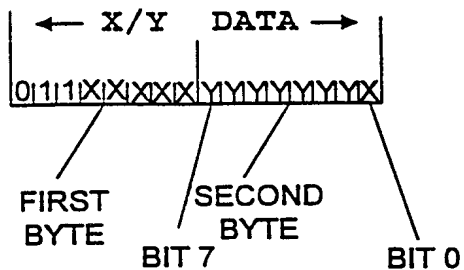 ← X/Y DATA →
0|1|1|X|X|X|X|X|Y|Y|Y|Y|Y|Y|Y|X
FIRST BYTE
SECOND BYTE
BIT 7
BIT 0